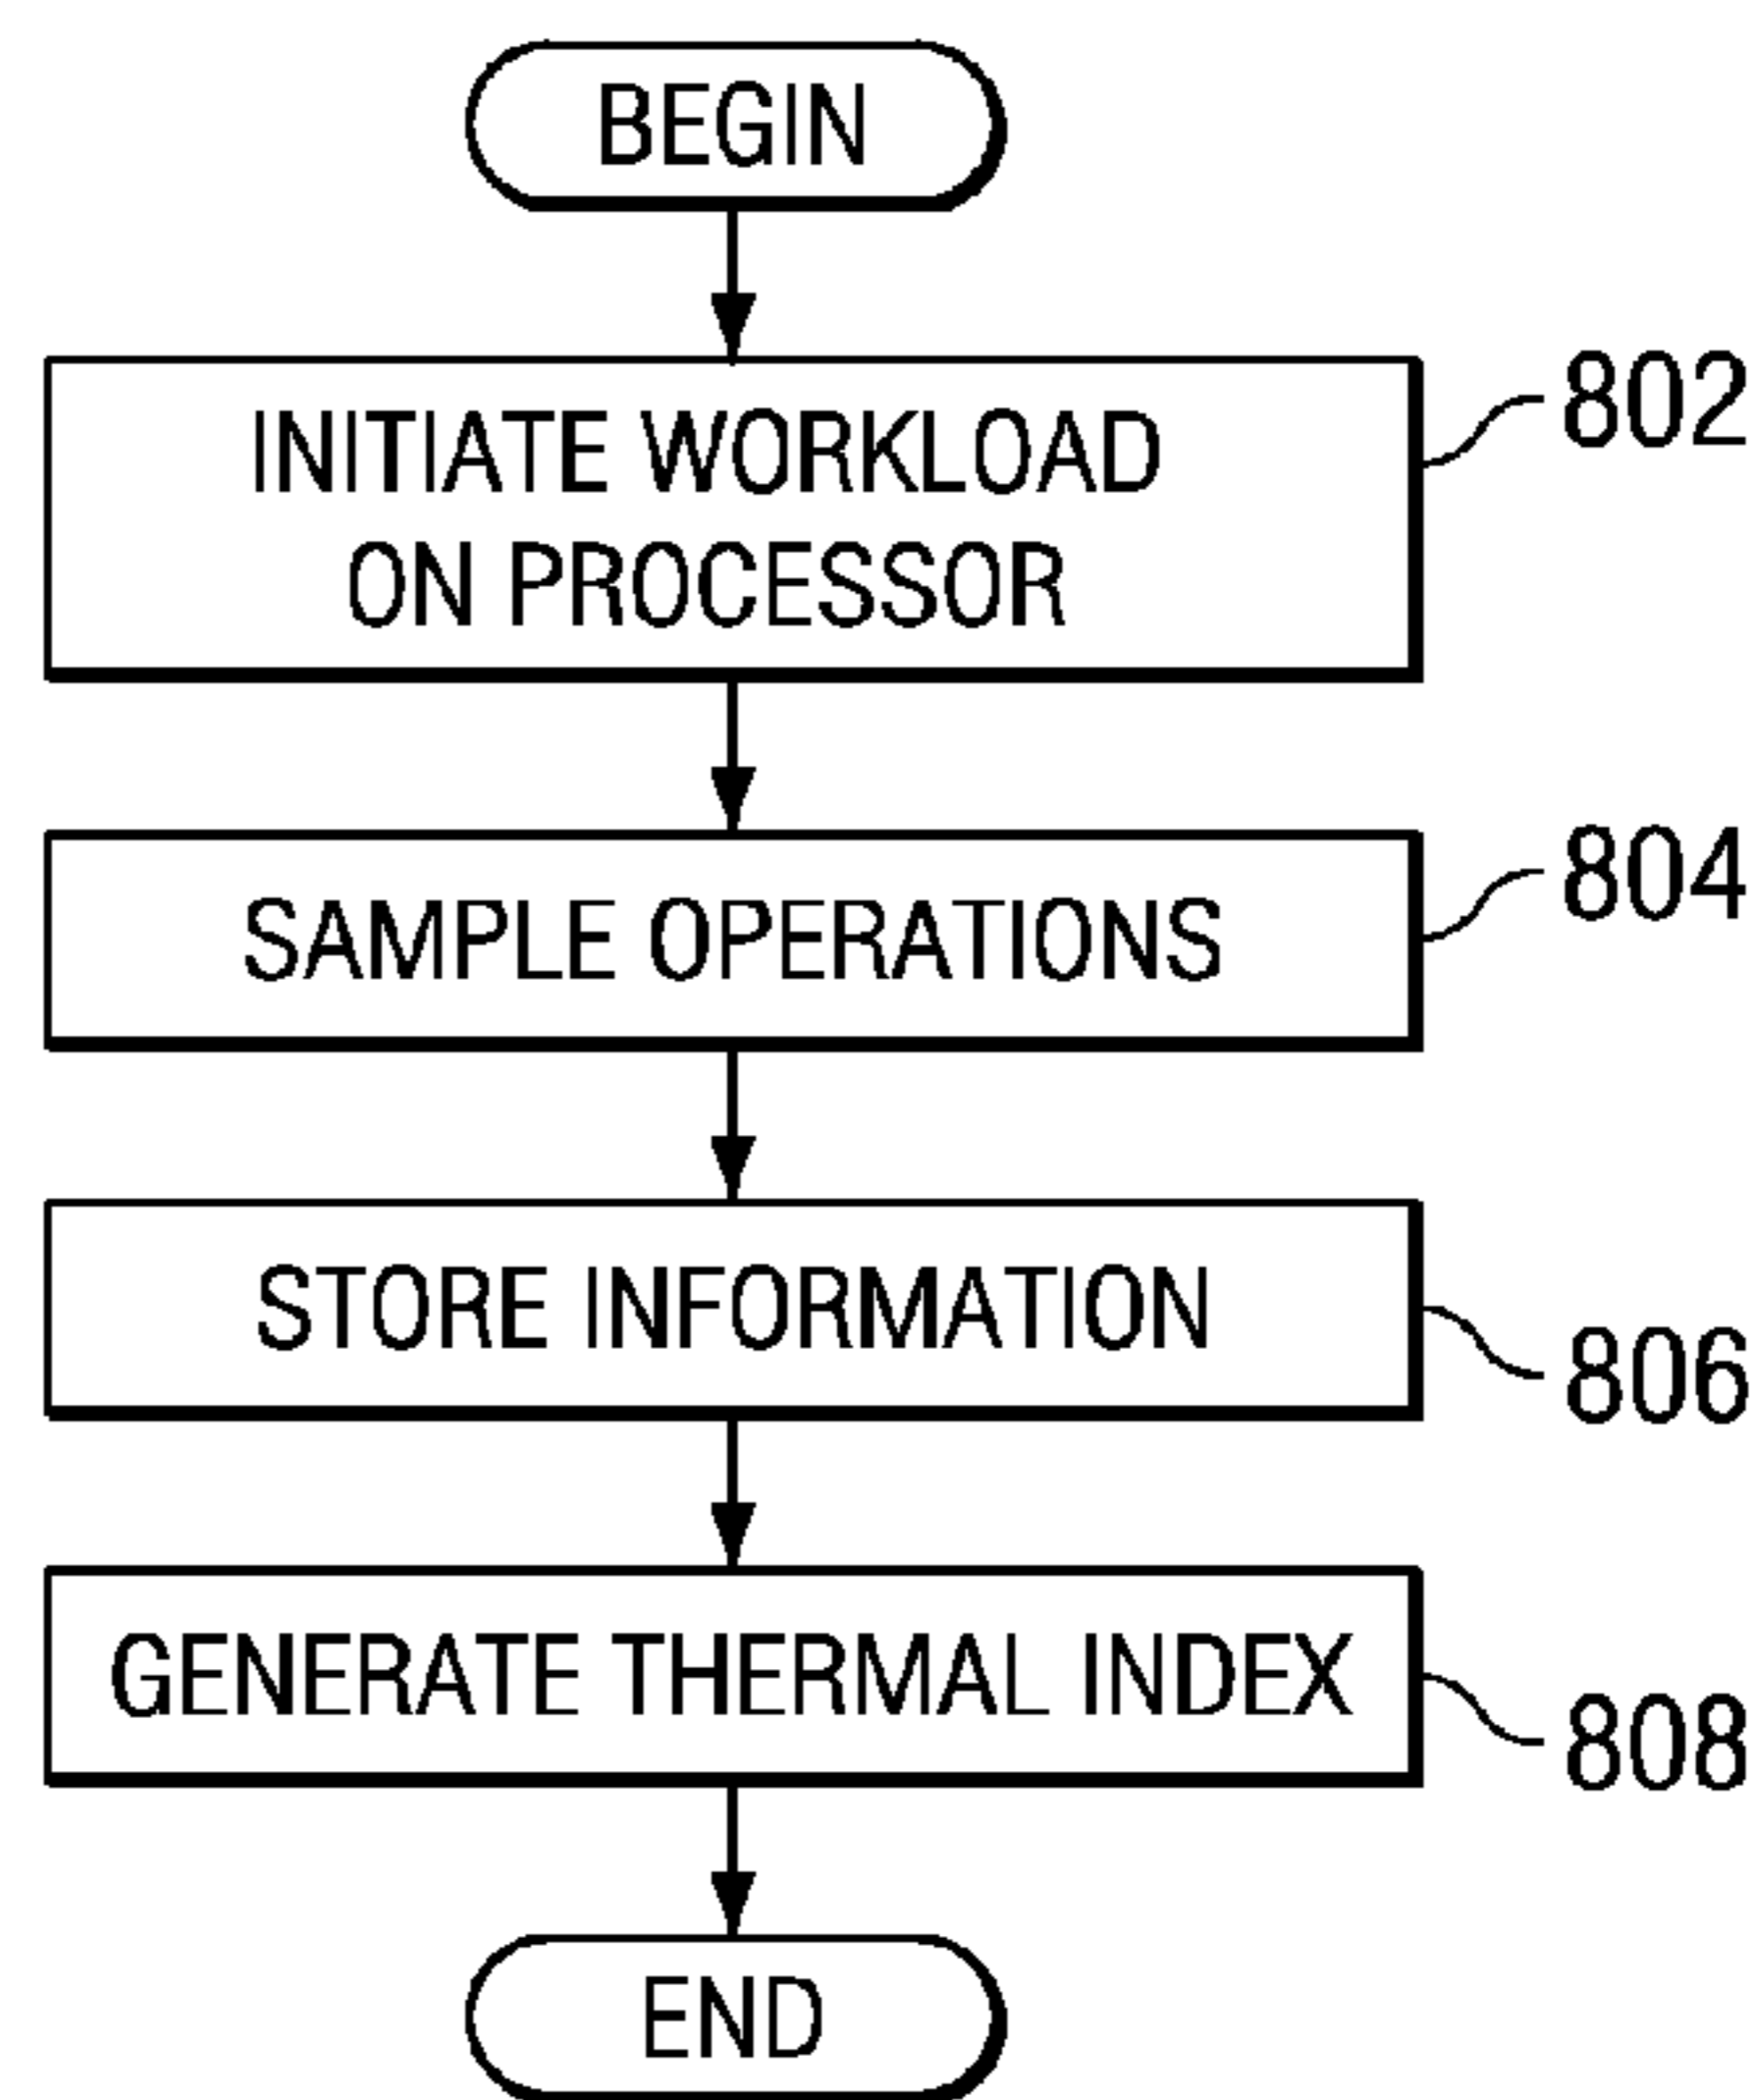 BEGIN
INITIATE WORKLOAD
ON PROCESSOR
802
SAMPLE OPERATIONS
804
STORE INFORMATION
806
GENERATE THERMAL INDEX
808
END